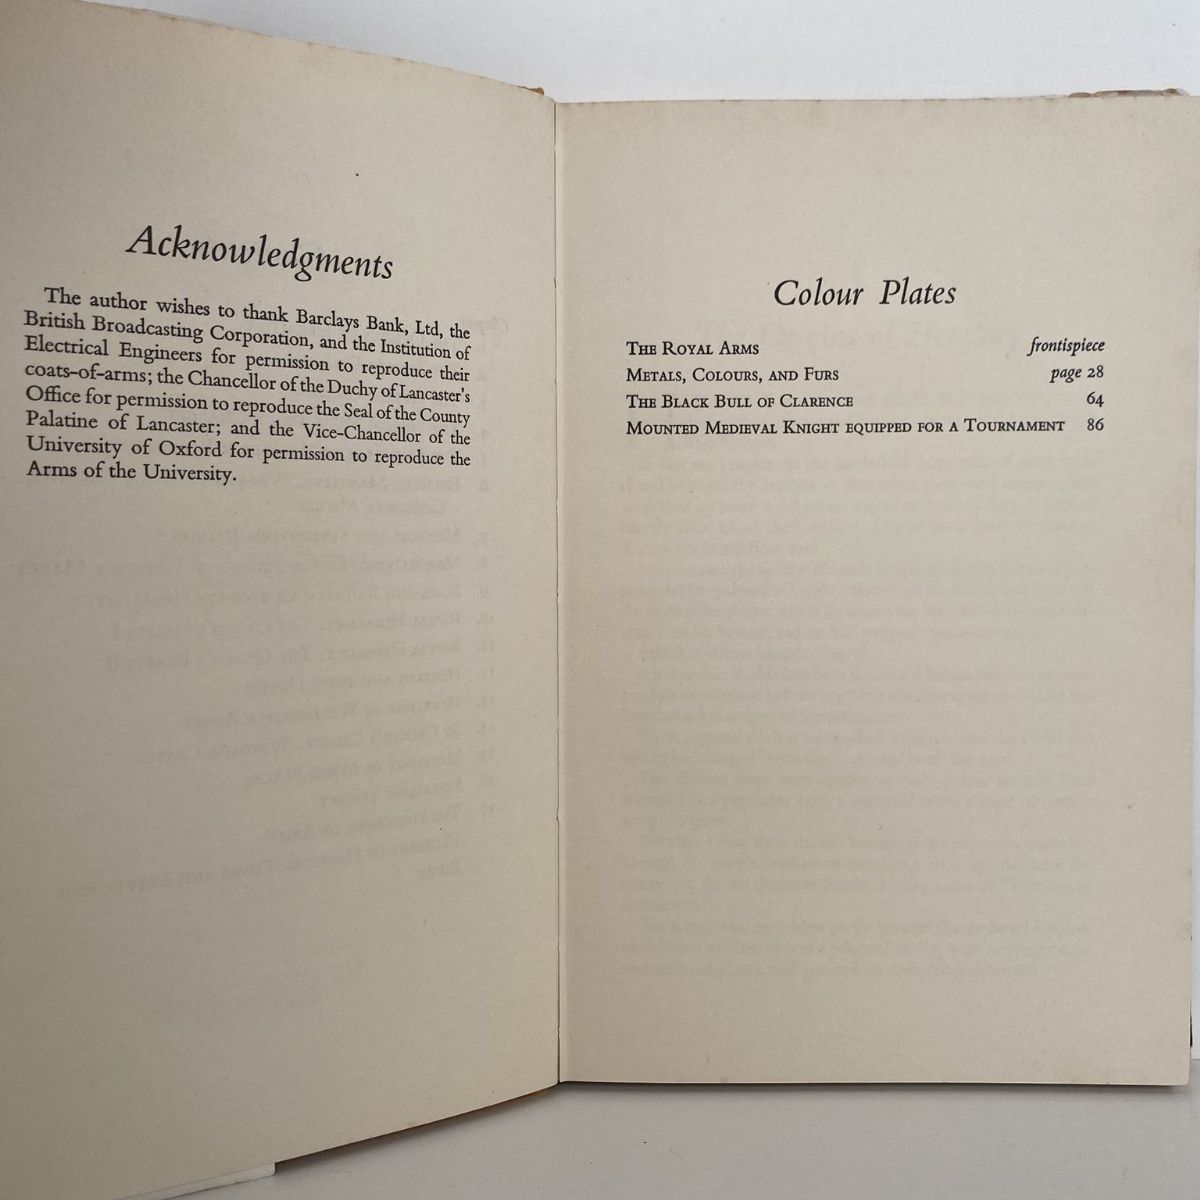 Acknowledgments
The author wishes to thank Barclays Bank, Ltd, the
British Broadcasting Corporation, and the Institution of
Electrical Engineers for permission to reproduce their
coats-of-arms; the Chancellor of the Duchy of Lancaster's
Office for permission to reproduce the Seal of the County
Palatine of Lancaster; and the Vice-Chancellor of the
University of Oxford for permission to reproduce the
Arms of the University.
Colour Plates
The Royal Arms frontispiece
Metals, Colours, and Furs page 28
The Black Bull of Clarence 64
Mounted Medieval Knight equipped for a Tournament 86